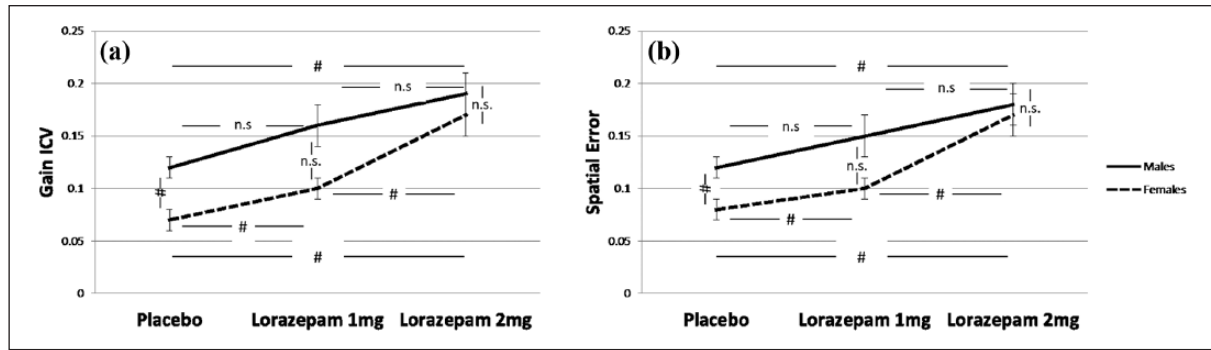 (a)
Gain ICV
0.25
0.2
0.15
0.1
0.05
0
#
n.s
n.s
n.s.
n.s.
#
#
#
#
Placebo
Lorazepam 1mg
Lorazepam 2mg
(b)
Spatial Error
0.25
0.2
0.15
0.1
0.05
0
#
n.s
n.s
n.s.
n.s.
#
#
#
#
Placebo
Lorazepam 1mg
Lorazepam 2mg
Males
Females